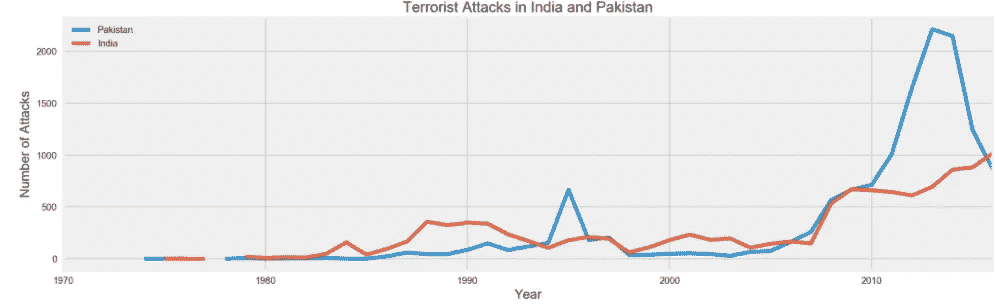 Terrorist Attacks in India and Pakistan
Pakistan
India
Number of Attacks
2000
1500
1000
500
0
1970
1980
1990
2000
2010
Year